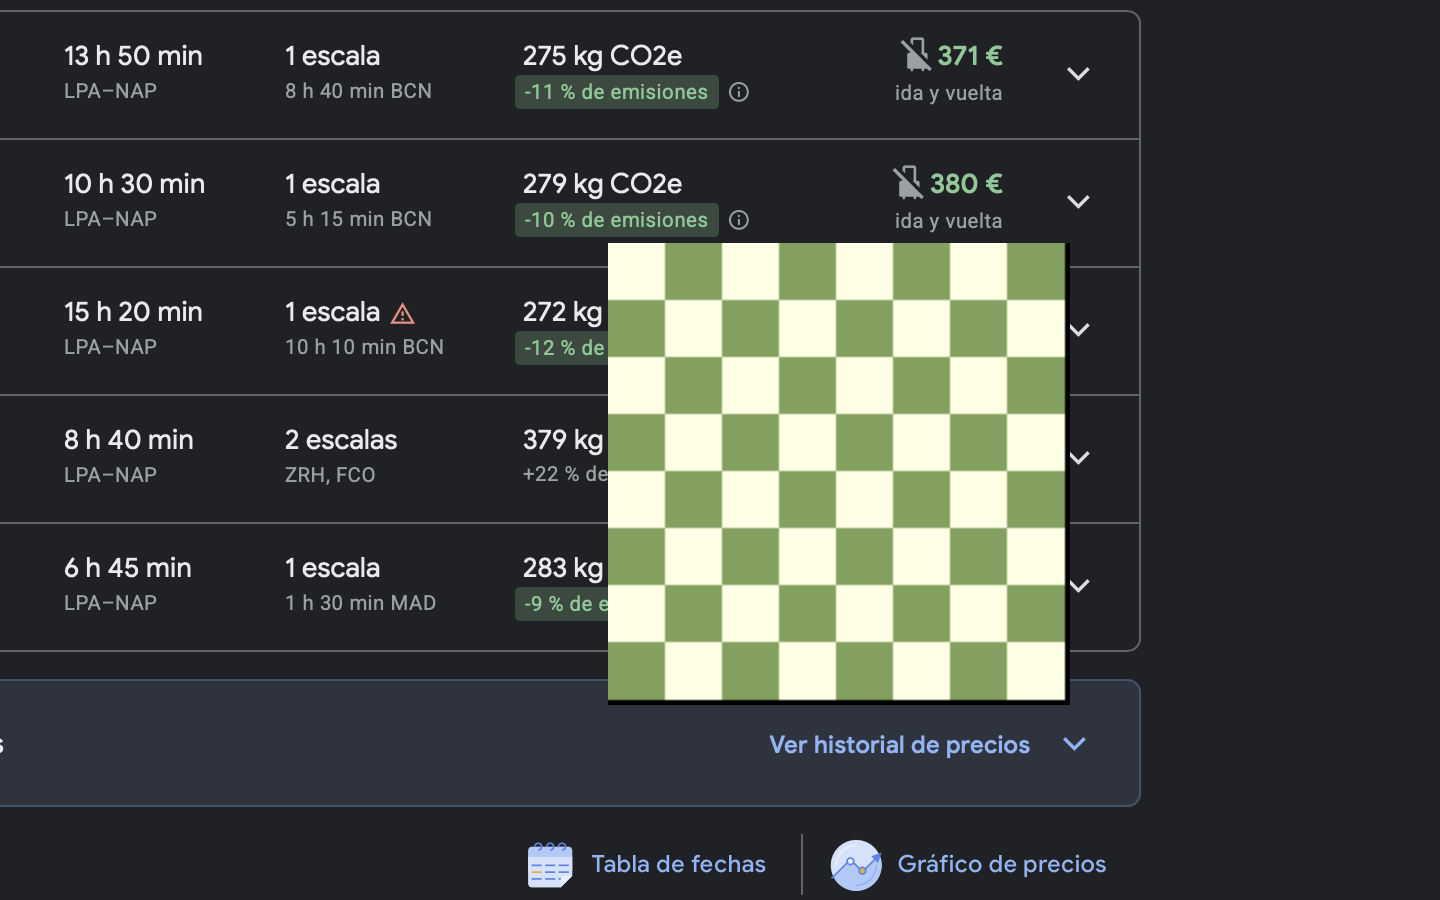 13 h 50 min 1 escala 275 kg CO2e 371 €
LPA–NAP 8 h 40 min BCN -11 % de emisiones ida y vuelta
10 h 30 min 1 escala 279 kg CO2e 380 €
LPA–NAP 5 h 15 min BCN -10 % de emisiones ida y vuelta
15 h 20 min 1 escala 272 kg
LPA–NAP 10 h 10 min BCN -12 % de
8 h 40 min 2 escalas 379 kg
LPA–NAP ZRH, FCO +22 % de
6 h 45 min 1 escala 283 kg
LPA–NAP 1 h 30 min MAD -9 % de e
s Ver historial de precios
Tabla de fechas Gráfico de precios